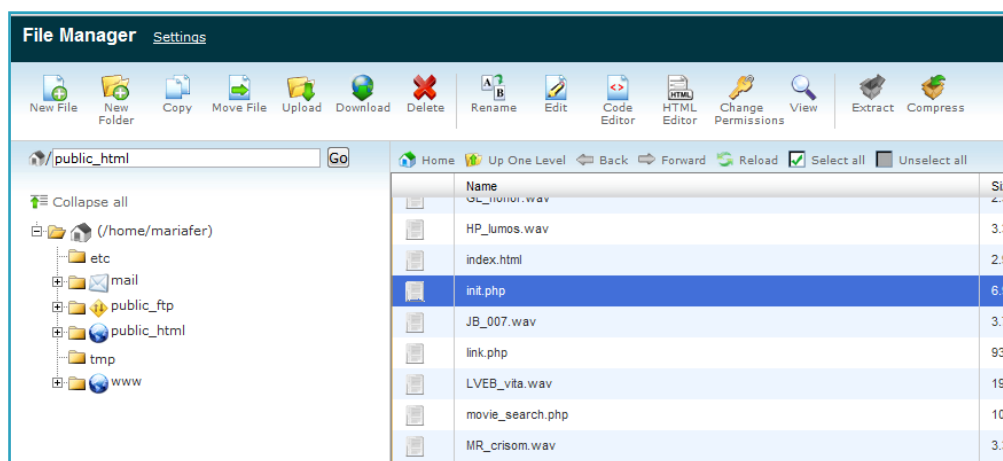 File Manager Settings
New File New Folder Copy Move File Upload Download Delete Rename Edit Code Editor HTML Editor Change Permissions View Extract Compress
/ public_html Go
Home Up One Level Back Forward Reload Select all Unselect all
Name
Collapse all
(/home/mariafer)
etc
mail
public_ftp
public_html
tmp
www
HP_lumos.wav
index.html
init.php
JB_007.wav
link.php
LVEB_vita.wav
movie_search.php
MR_crisom.wav